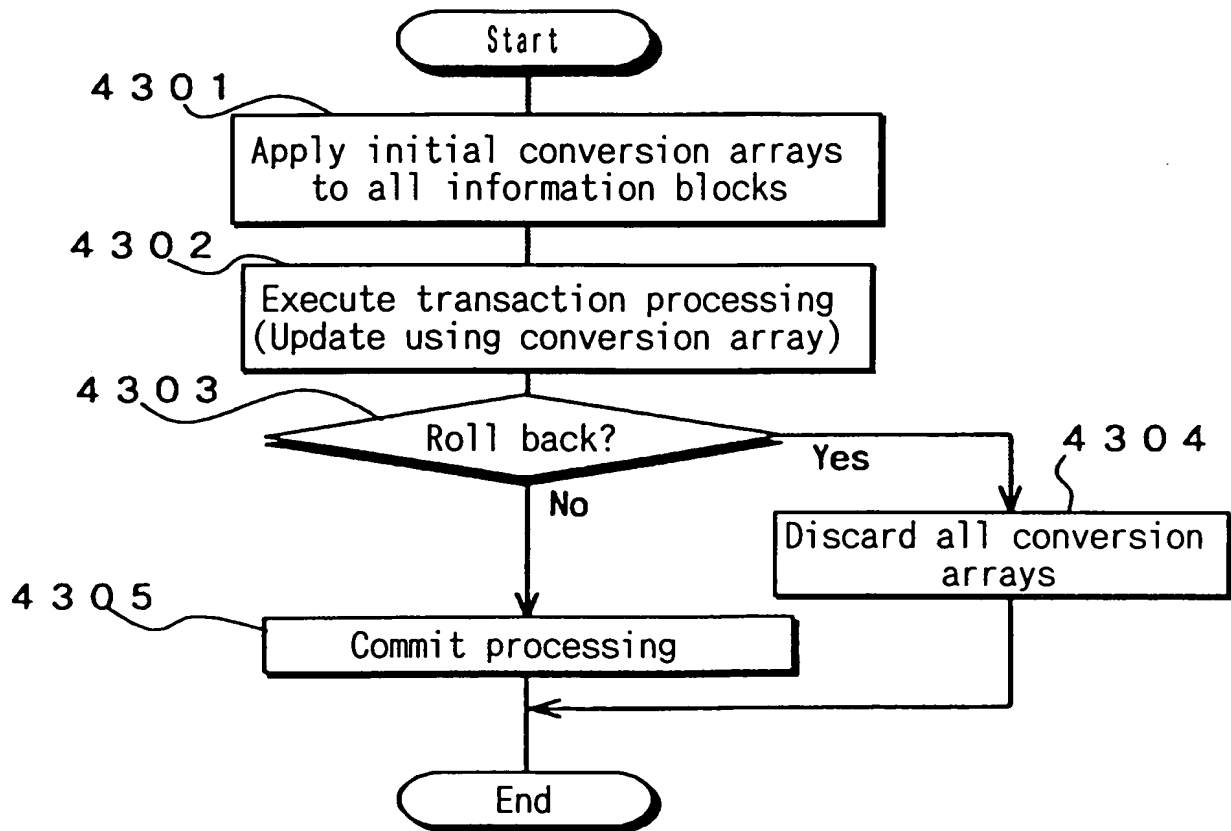 Start
4301
Apply initial conversion arrays
to all information blocks
4302
Execute transaction processing
(Update using conversion array)
4303
Roll back?
Yes
No
4304
Discard all conversion
arrays
4305
Commit processing
End